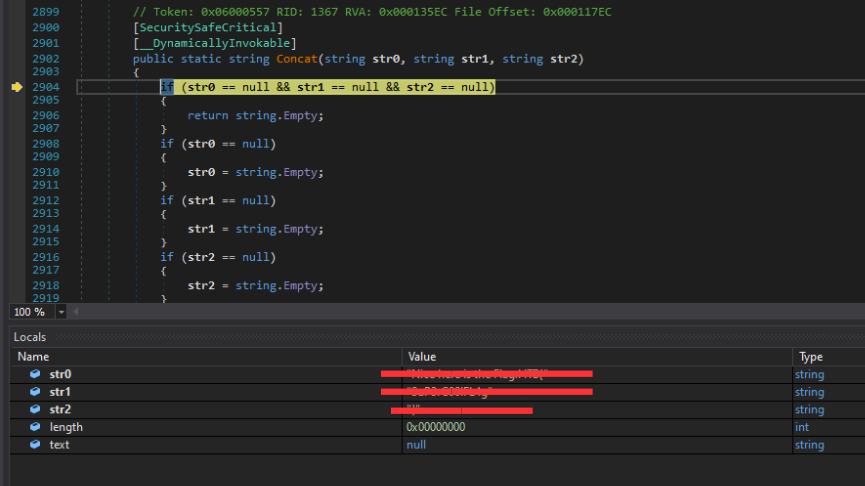 2899 // Token: 0x06000557 RID: 1367 RVA: 0x000135EC File Offset: 0x000117EC
2900 [SecuritySafeCritical]
2901 [__DynamicallyInvokable]
2902 public static string Concat(string str0, string str1, string str2)
2903 {
2904 if (str0 == null && str1 == null && str2 == null)
2905 {
2906 return string.Empty;
2907 }
2908 if (str0 == null)
2909 {
2910 str0 = string.Empty;
2911 }
2912 if (str1 == null)
2913 {
2914 str1 = string.Empty;
2915 }
2916 if (str2 == null)
2917 {
2918 str2 = string.Empty;
2919 }
100 %
Locals
Name Value Type
str0 string
str1 string
str2 string
length 0x00000000 int
text null string